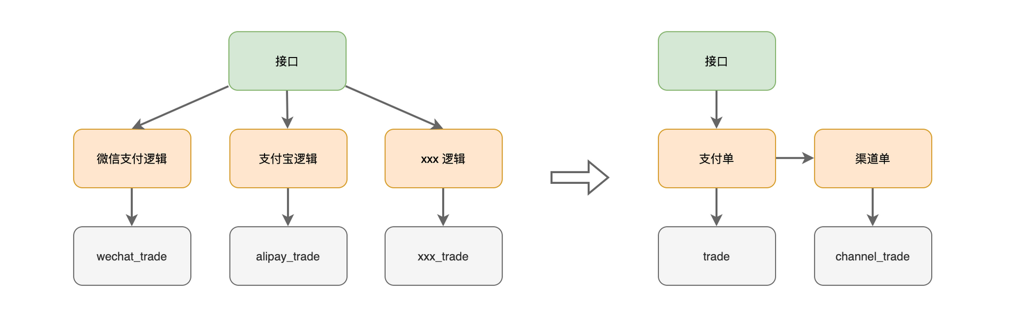 接口
接口
微信支付逻辑
支付宝逻辑
xxx 逻辑
支付单
渠道单
wechat_trade
alipay_trade
xxx_trade
trade
channel_trade